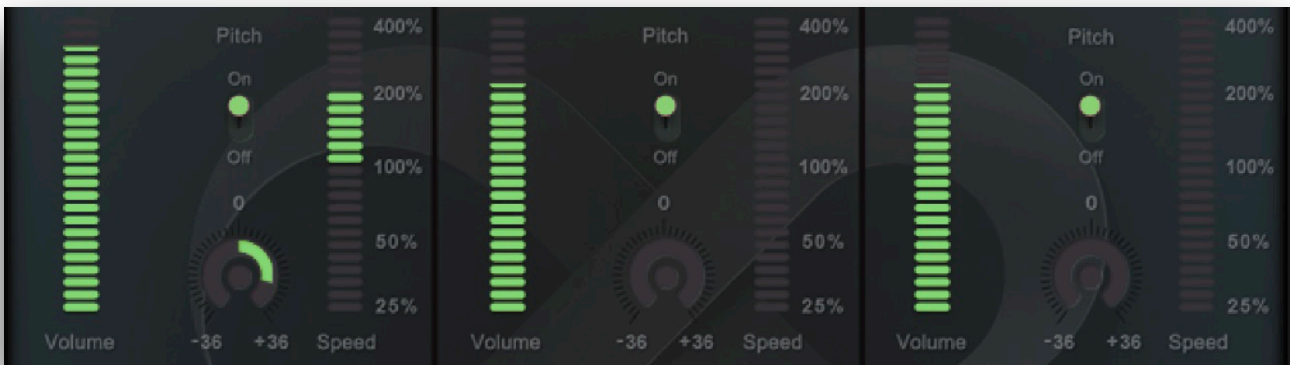 Pitch 400%
On
200%
Off
100%
0
50%
25%
Volume -36 +36 Speed
Pitch 400%
On
200%
Off
100%
0
50%
25%
Volume -36 +36 Speed
Pitch 400%
On
200%
Off
100%
0
50%
25%
Volume -36 +36 Speed